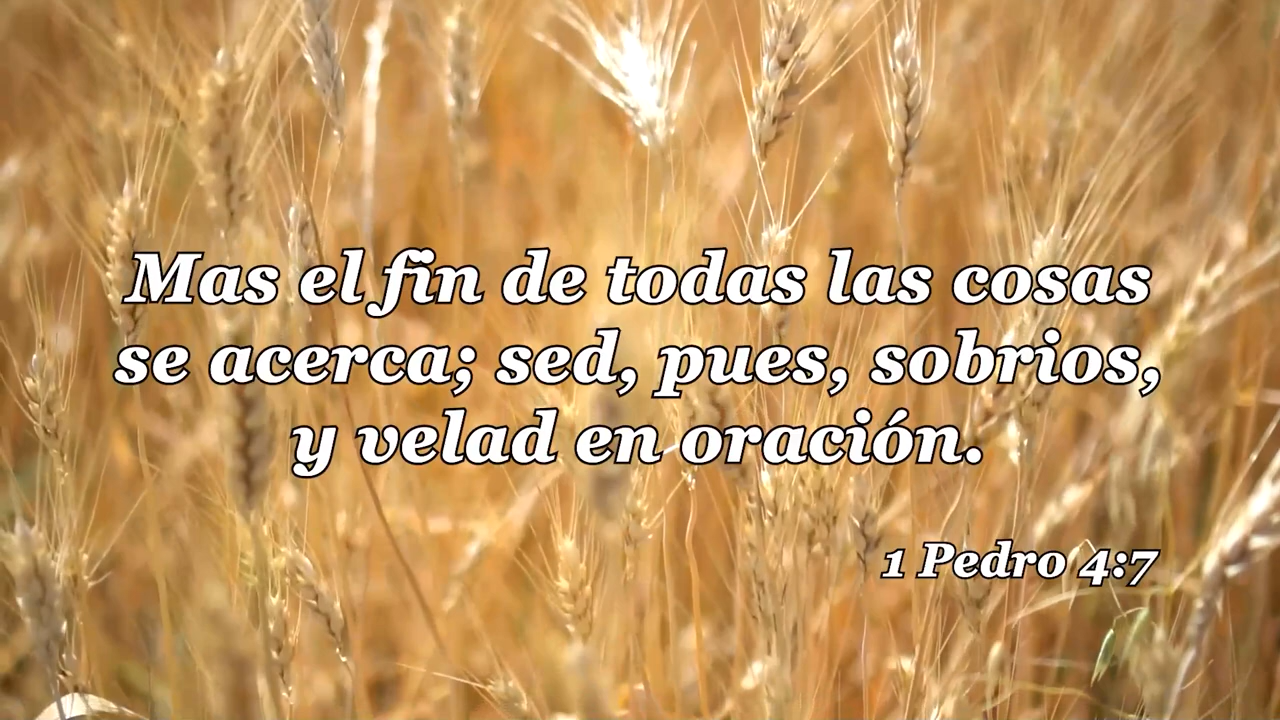 Mas el fin de todas las cosas
se acerca; sed, pues, sobrios,
y velad en oración.
1 Pedro 4:7